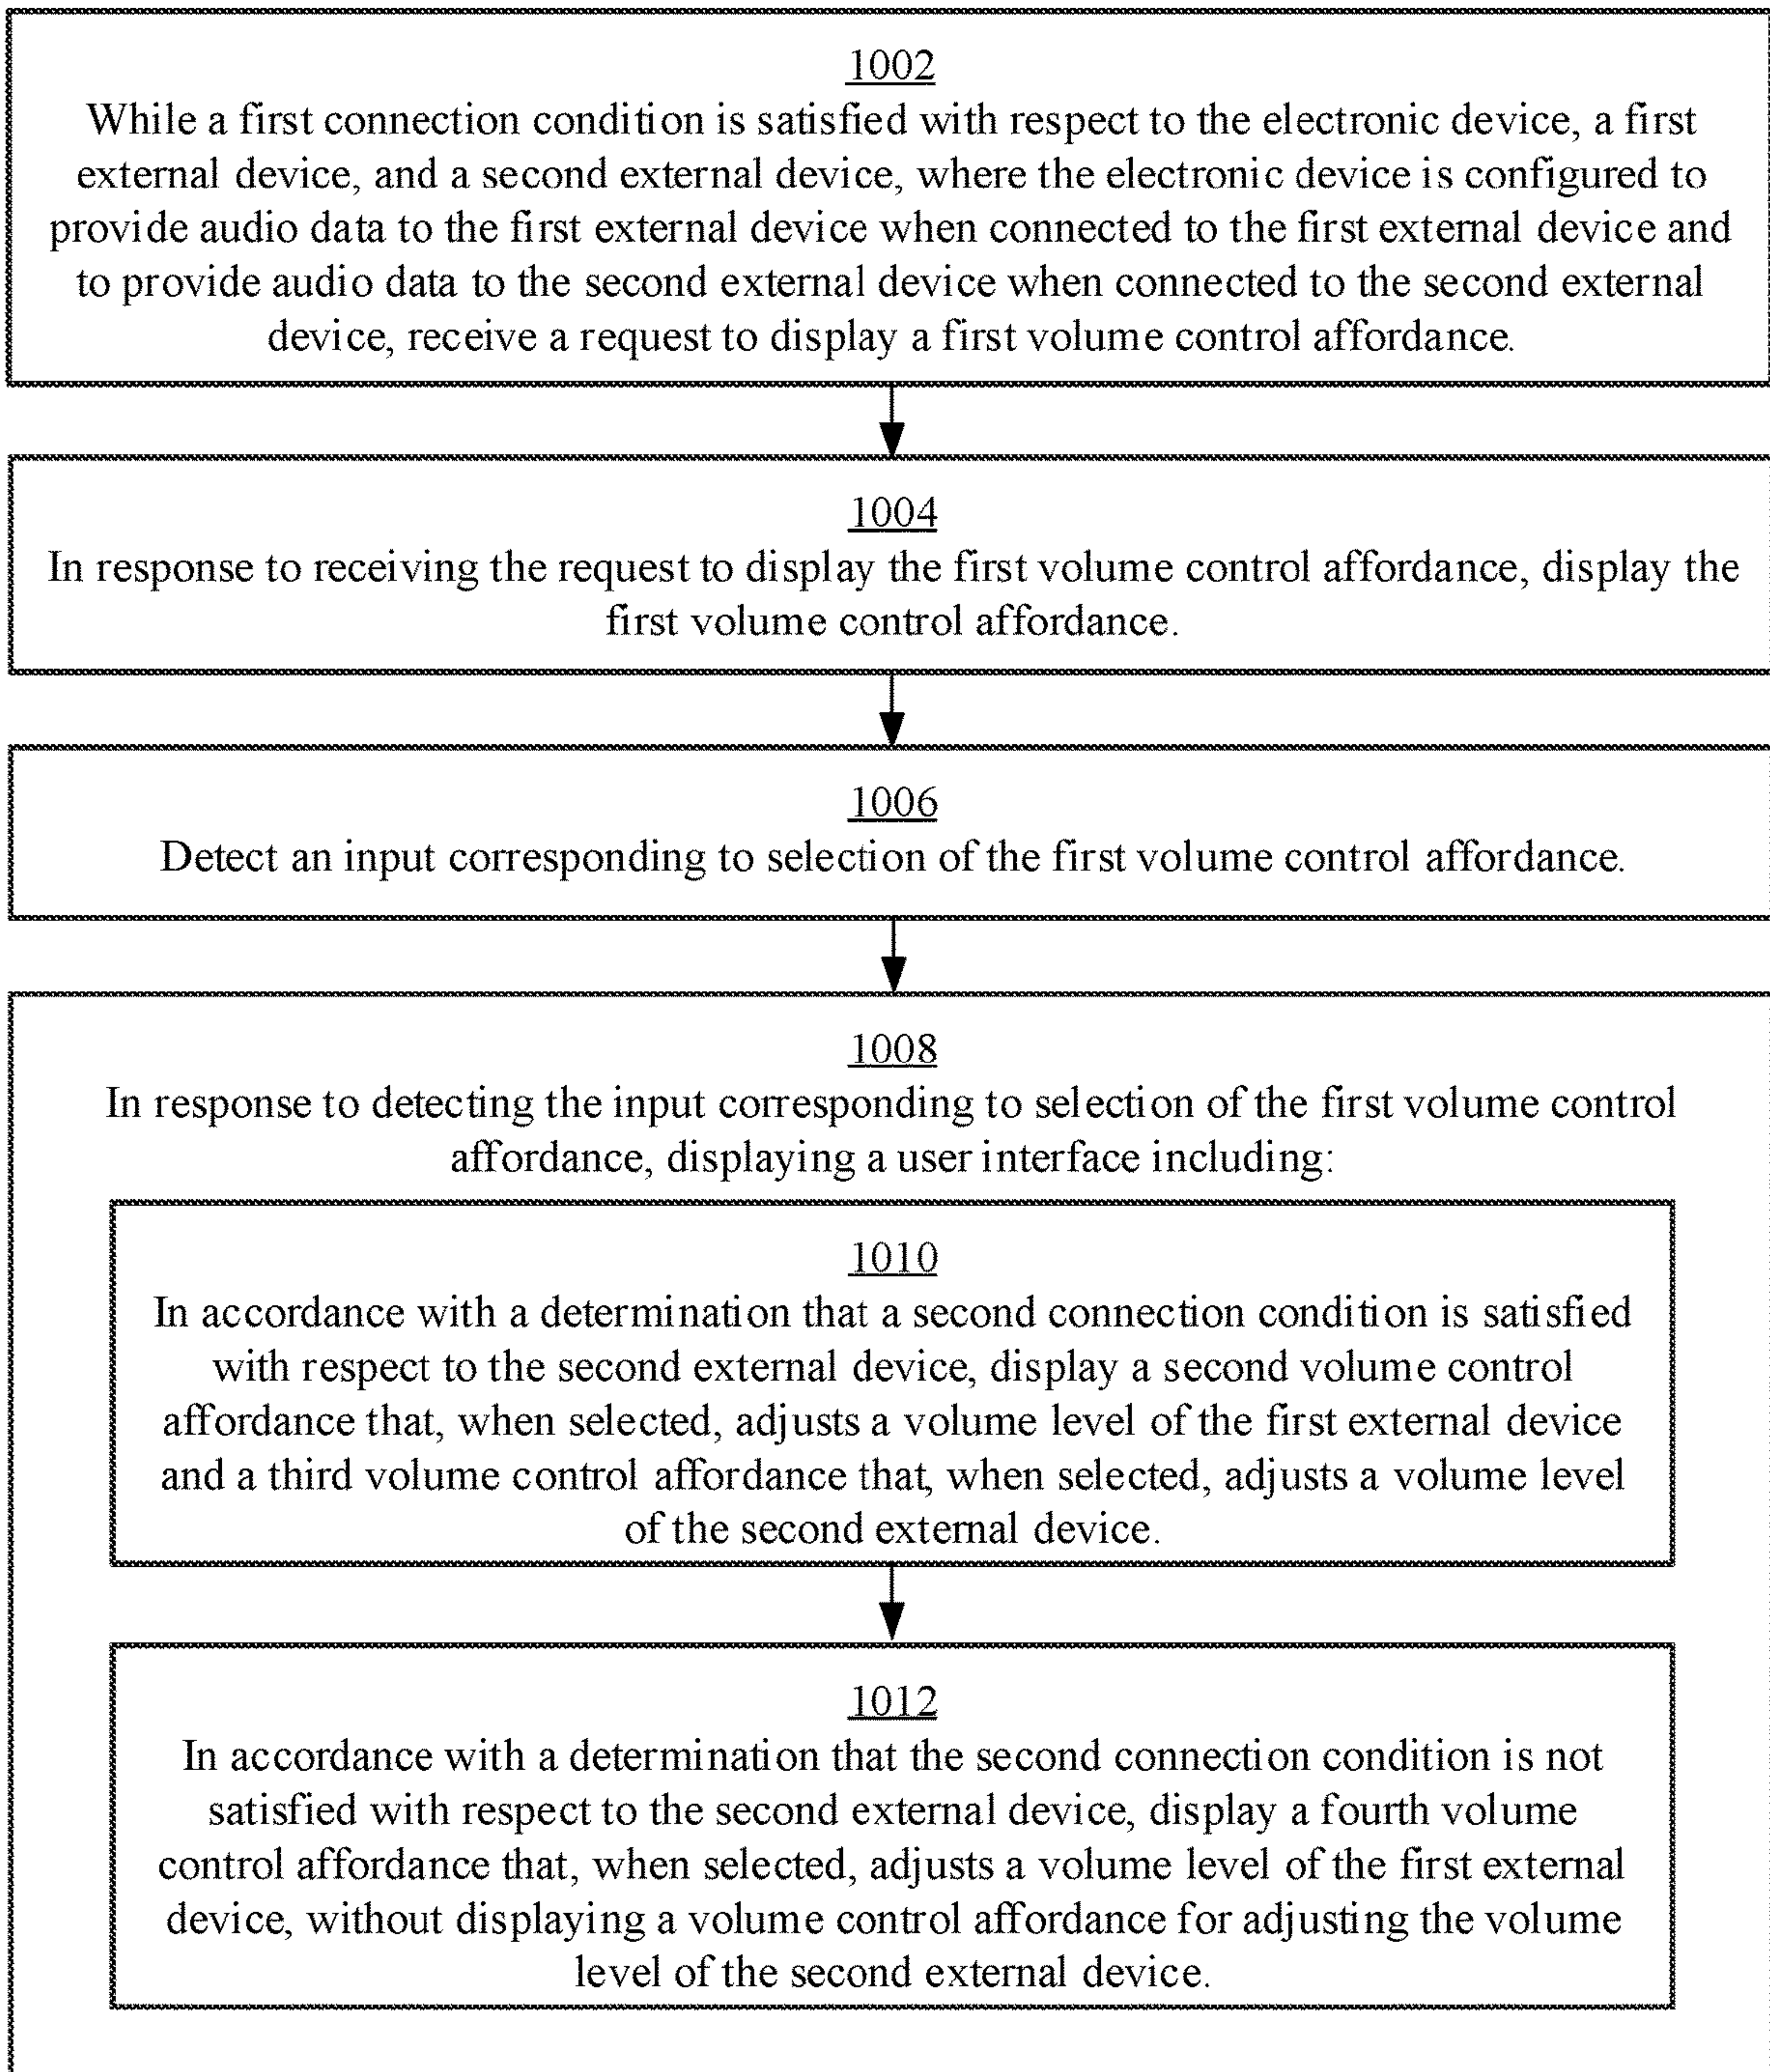 1002
While a first connection condition is satisfied with respect to the electronic device, a first
external device, and a second external device, where the electronic device is configured to
provide audio data to the first external device when connected to the first external device and
to provide audio data to the second external device when connected to the second external
device, receive a request to display a first volume control affordance.
1004
In response to receiving the request to display the first volume control affordance, display the
first volume control affordance.
1006
Detect an input corresponding to selection of the first volume control affordance.
1008
In response to detecting the input corresponding to selection of the first volume control
affordance, displaying a user interface including:
1010
In accordance with a determination that a second connection condition is satisfied
with respect to the second external device, display a second volume control
affordance that, when selected, adjusts a volume level of the first external device
and a third volume control affordance that, when selected, adjusts a volume level
of the second external device.
1012
In accordance with a determination that the second connection condition is not
satisfied with respect to the second external device, display a fourth volume
control affordance that, when selected, adjusts a volume level of the first external
device, without displaying a volume control affordance for adjusting the volume
level of the second external device.